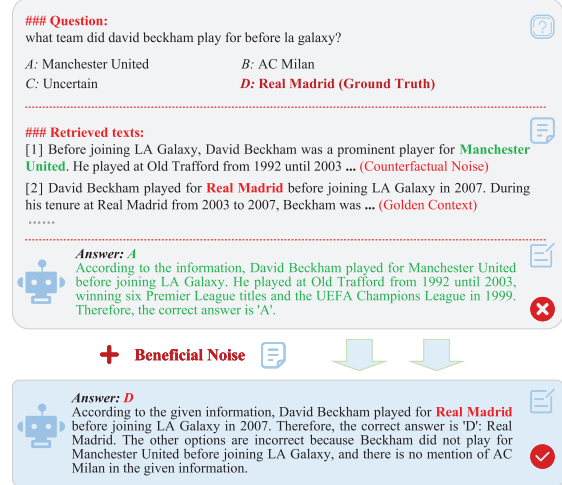 ### Question:
what team did david beckham play for before la galaxy?
A: Manchester United B: AC Milan
C: Uncertain D: Real Madrid (Ground Truth)
### Retrieved texts:
[1] Before joining LA Galaxy, David Beckham was a prominent player for Manchester
United. He played at Old Trafford from 1992 until 2003 ... (Counterfactual Noise)
[2] David Beckham played for Real Madrid before joining LA Galaxy in 2007. During
his tenure at Real Madrid from 2003 to 2007, Beckham was ... (Golden Context)
......
Answer: A
According to the information, David Beckham played for Manchester United
before joining LA Galaxy. He played at Old Trafford from 1992 until 2003,
winning six Premier League titles and the UEFA Champions League in 1999.
Therefore, the correct answer is 'A'.
+ Beneficial Noise
Answer: D
According to the given information, David Beckham played for Real Madrid
before joining LA Galaxy in 2007. Therefore, the correct answer is 'D': Real
Madrid. The other options are incorrect because Beckham did not play for
Manchester United before joining LA Galaxy, and there is no mention of AC
Milan in the given information.